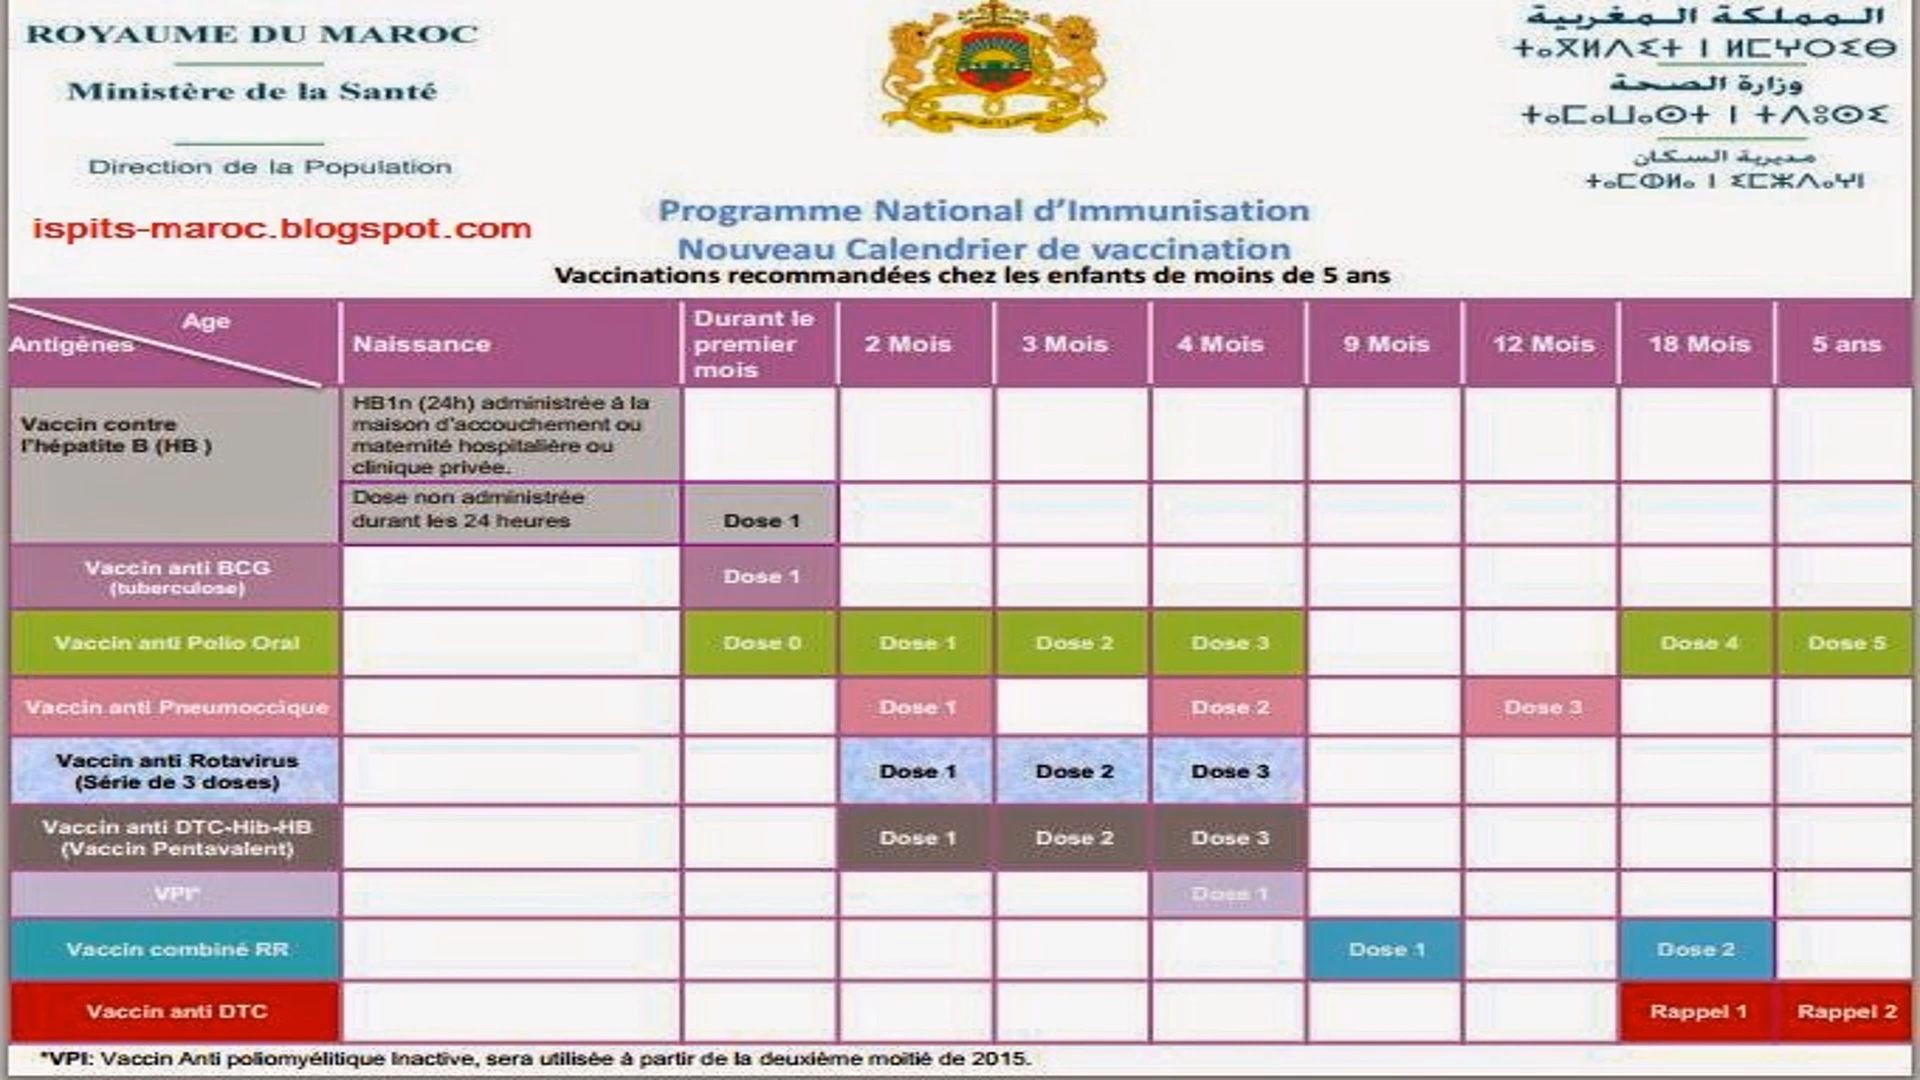 ROYAUME DU MAROC
Ministère de la Santé
Direction de la Population
ispits-maroc.blogspot.com
المملكة المغربية
ⵜⴰⴳⵍⴷⵉⵜ ⵏ ⵍⵎⵖⵔⵉⴱ
وزارة الصحة
ⵜⴰⵎⴰⵡⴰⵙⵜ ⵏ ⵜⴷⵓⵙⵉ
مديرية السكان
Programme National d’Immunisation
Nouveau Calendrier de vaccination
Vaccinations recommandées chez les enfants de moins de 5 ans
Age
Antigènes
Naissance
Durant le
premier
mois
2 Mois
3 Mois
4 Mois
9 Mois
12 Mois
18 Mois
5 ans
Vaccin contre
l'hépatite B (HB )
HB1n (24h) administrée à la
maison d'accouchement ou
maternité hospitalière ou
clinique privée.
Dose non administrée
durant les 24 heures
Dose 1
Vaccin anti BCG
(tuberculose)
Dose 1
Vaccin anti Polio Oral
Dose 0
Dose 1
Dose 2
Dose 3
Dose 4
Dose 5
Vaccin anti Pneumoccique
Dose 1
Dose 2
Dose 3
Vaccin anti Rotavirus
(Série de 3 doses)
Dose 1
Dose 2
Dose 3
Vaccin anti DTC-Hib-HB
(Vaccin Pentavalent)
Dose 1
Dose 2
Dose 3
VPI*
Dose 1
Vaccin combiné RR
Dose 1
Dose 2
Vaccin anti DTC
Rappel 1
Rappel 2
*VPI: Vaccin Anti poliomyélitique Inactive, sera utilisée à partir de la deuxième moitié de 2015.